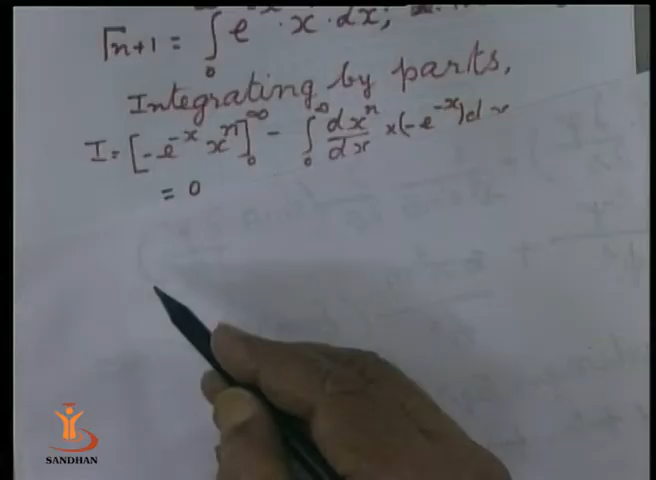 Γn+1 = ∫₀^∞ e^-x · x · dx;
Integrating by parts,
I = [-e^-x x^n]₀^∞ - ∫₀^∞ dx^n/dx × (-e^-x) dx
= 0
SANDHAN